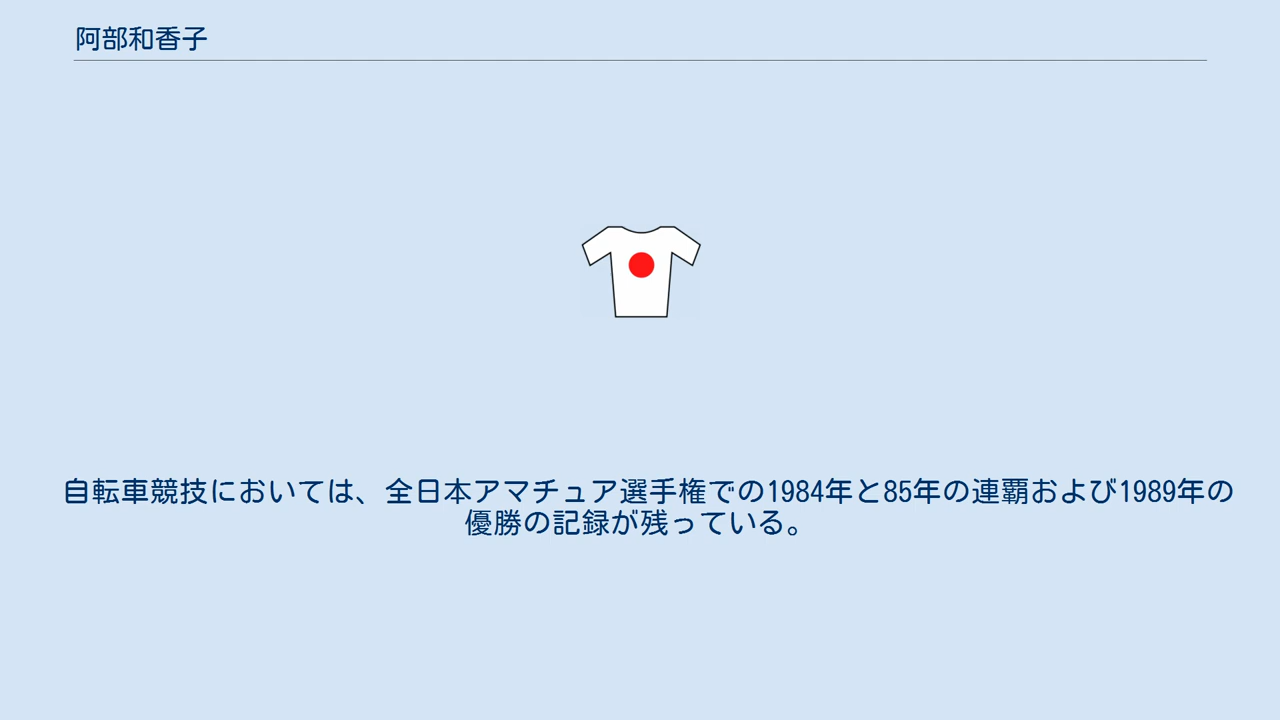 阿部和香子
自転車競技においては、全日本アマチュア選手権での1984年と85年の連覇および1989年の
優勝の記録が残っている。